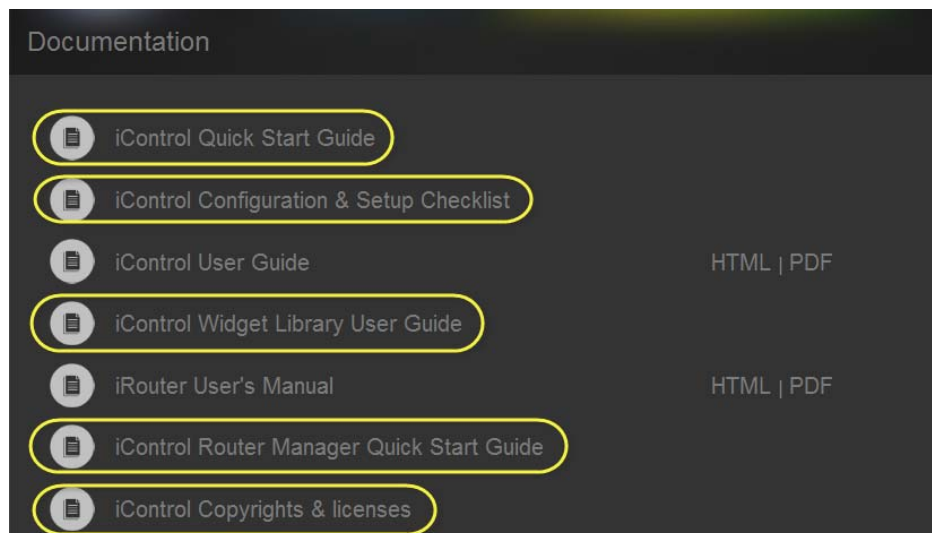 Documentation
iControl Quick Start Guide
iControl Configuration & Setup Checklist
iControl User Guide HTML | PDF
iControl Widget Library User Guide
iRouter User's Manual HTML | PDF
iControl Router Manager Quick Start Guide
iControl Copyrights & licenses